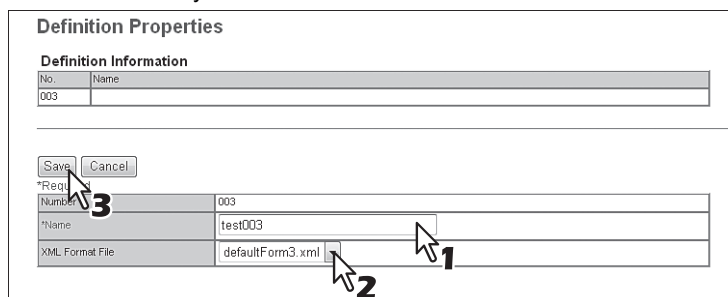 Definition Properties
Definition Information
No. Name
003
Save Cancel
*Required
Number 003
*Name test003
XML Format File defaultForm3.xml
3
1
2